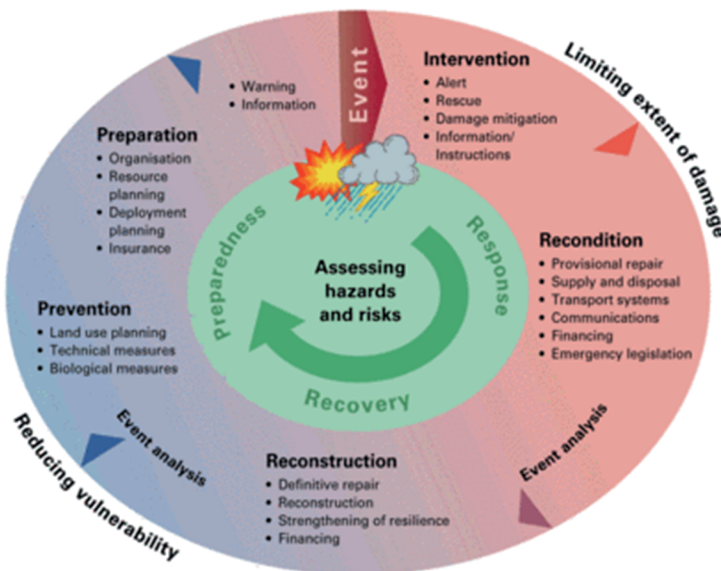 Event
• Warning
• Information
Intervention
• Alert
• Rescue
• Damage mitigation
• Information/
Instructions
Limiting extent of damage
Preparation
• Organisation
• Resource
planning
• Deployment
planning
• Insurance
Preparedness
Response
Recovery
Assessing
hazards
and risks
Recondition
• Provisional repair
• Supply and disposal
• Transport systems
• Communications
• Financing
• Emergency legislation
Prevention
• Land use planning
• Technical measures
• Biological measures
Event analysis
Event analysis
Reconstruction
• Definitive repair
• Reconstruction
• Strengthening of resilience
• Financing
Reducing vulnerability